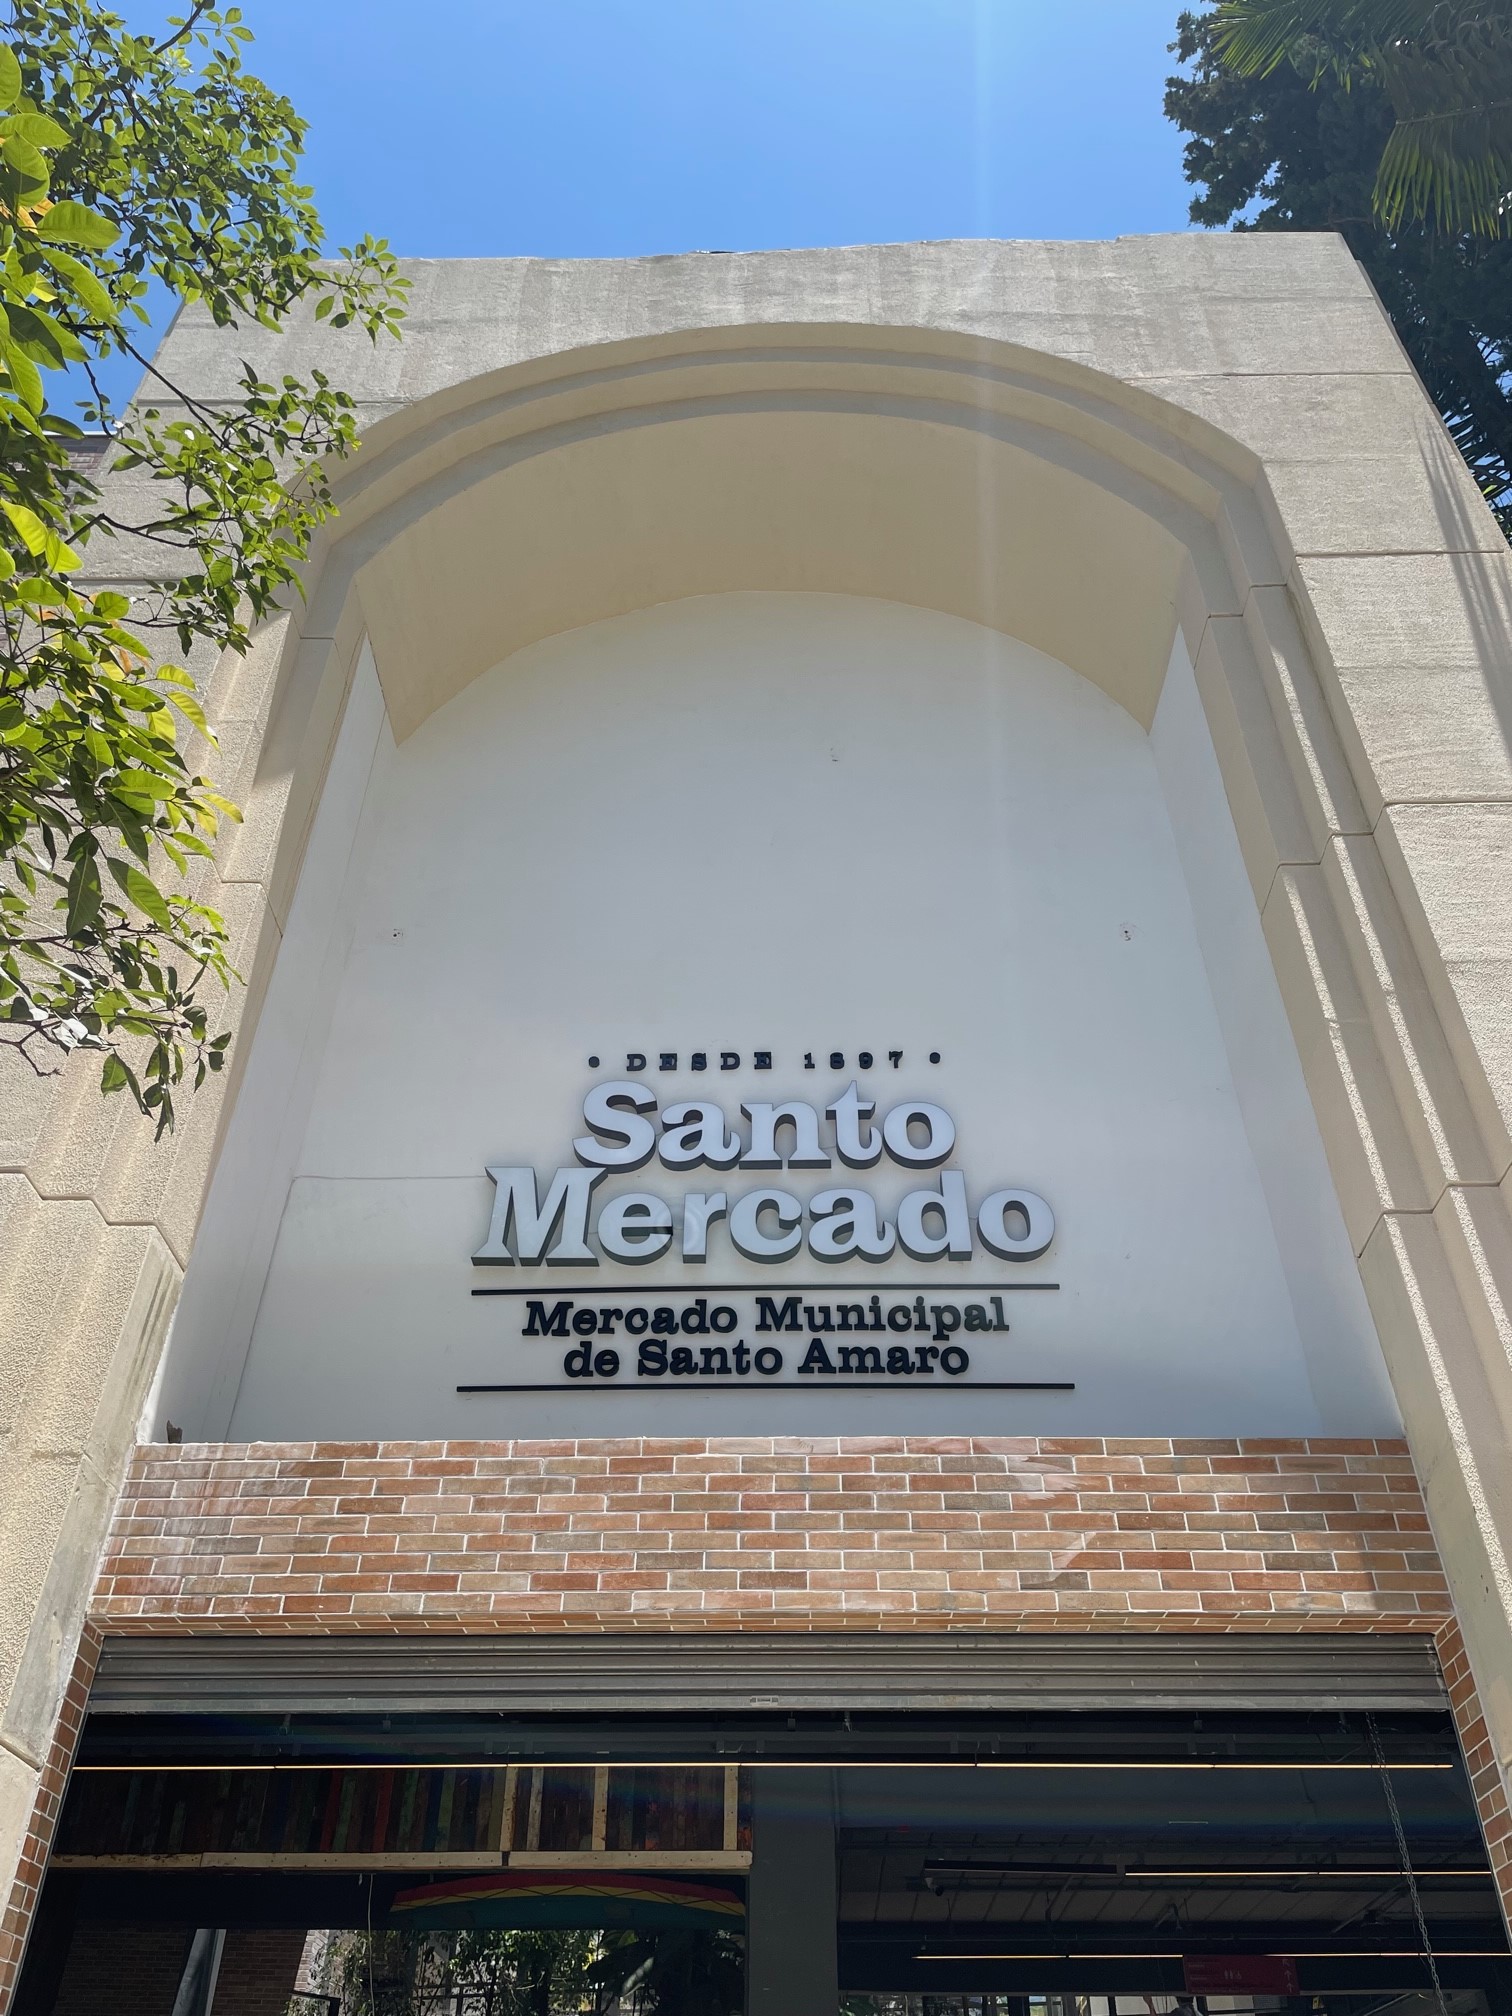 • DESDE 1897 •
Santo
Mercado
Mercado Municipal
de Santo Amaro